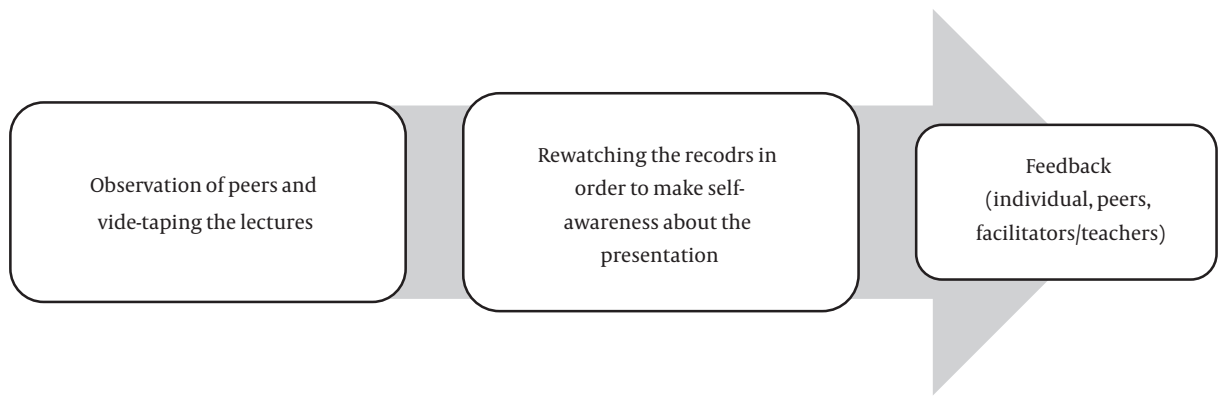 Observation of peers and
vide-taping the lectures
Rewatching the recodrs in
order to make self-
awareness about the
presentation
Feedback
(individual, peers,
facilitators/teachers)